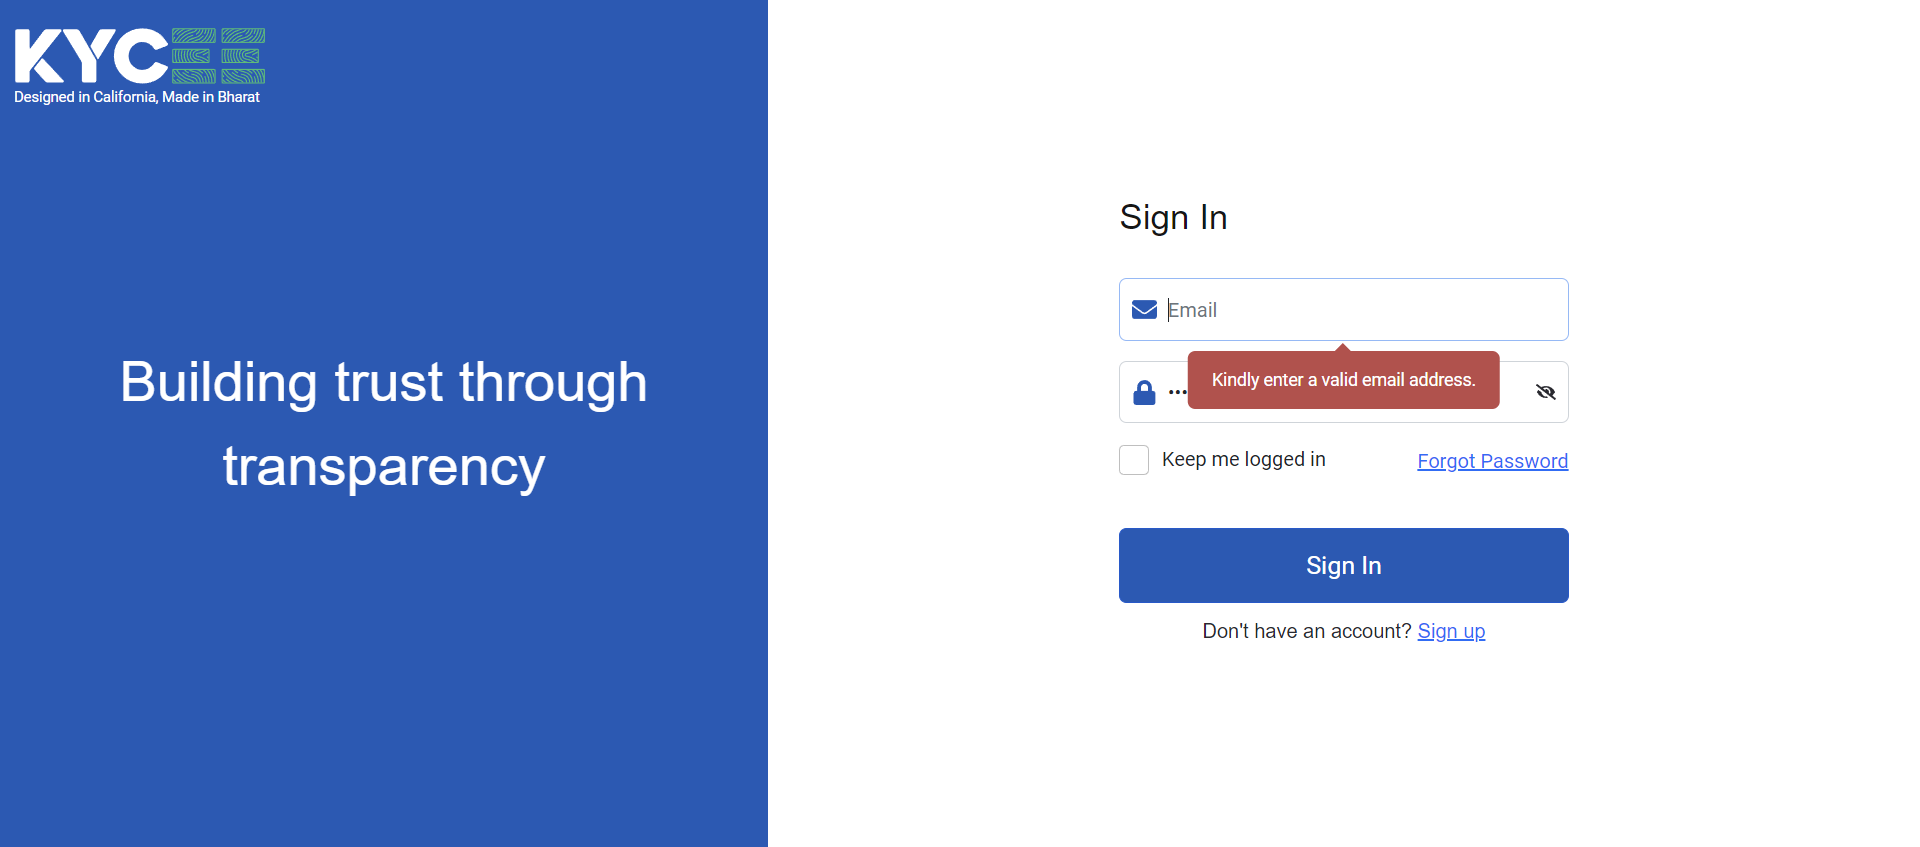 KYCEE
Designed in California, Made in Bharat
Building trust through
transparency
Sign In
Email
Kindly enter a valid email address.
•••
Keep me logged in
Forgot Password
Sign In
Don't have an account? Sign up